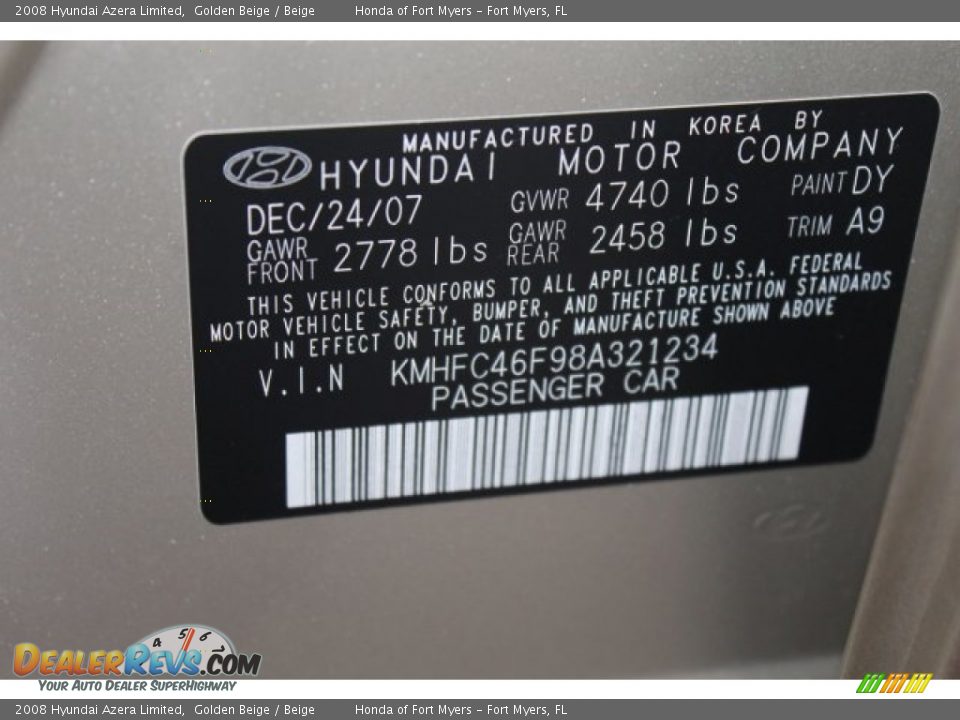 2008 Hyundai Azera Limited, Golden Beige / Beige Honda of Fort Myers - Fort Myers, FL
MANUFACTURED IN KOREA BY
HYUNDAI MOTOR COMPANY
DEC/24/07 GVWR 4740 lbs PAINT DY
GAWR FRONT 2778 lbs GAWR REAR 2458 lbs TRIM A9
THIS VEHICLE CONFORMS TO ALL APPLICABLE U.S.A. FEDERAL
MOTOR VEHICLE SAFETY, BUMPER, AND THEFT PREVENTION STANDARDS
IN EFFECT ON THE DATE OF MANUFACTURE SHOWN ABOVE
V.I.N KMHFC46F98A321234
PASSENGER CAR
4 5 6 7
DEALERREVS.COM
YOUR AUTO DEALER SUPERHIGHWAY
2008 Hyundai Azera Limited, Golden Beige / Beige Honda of Fort Myers - Fort Myers, FL